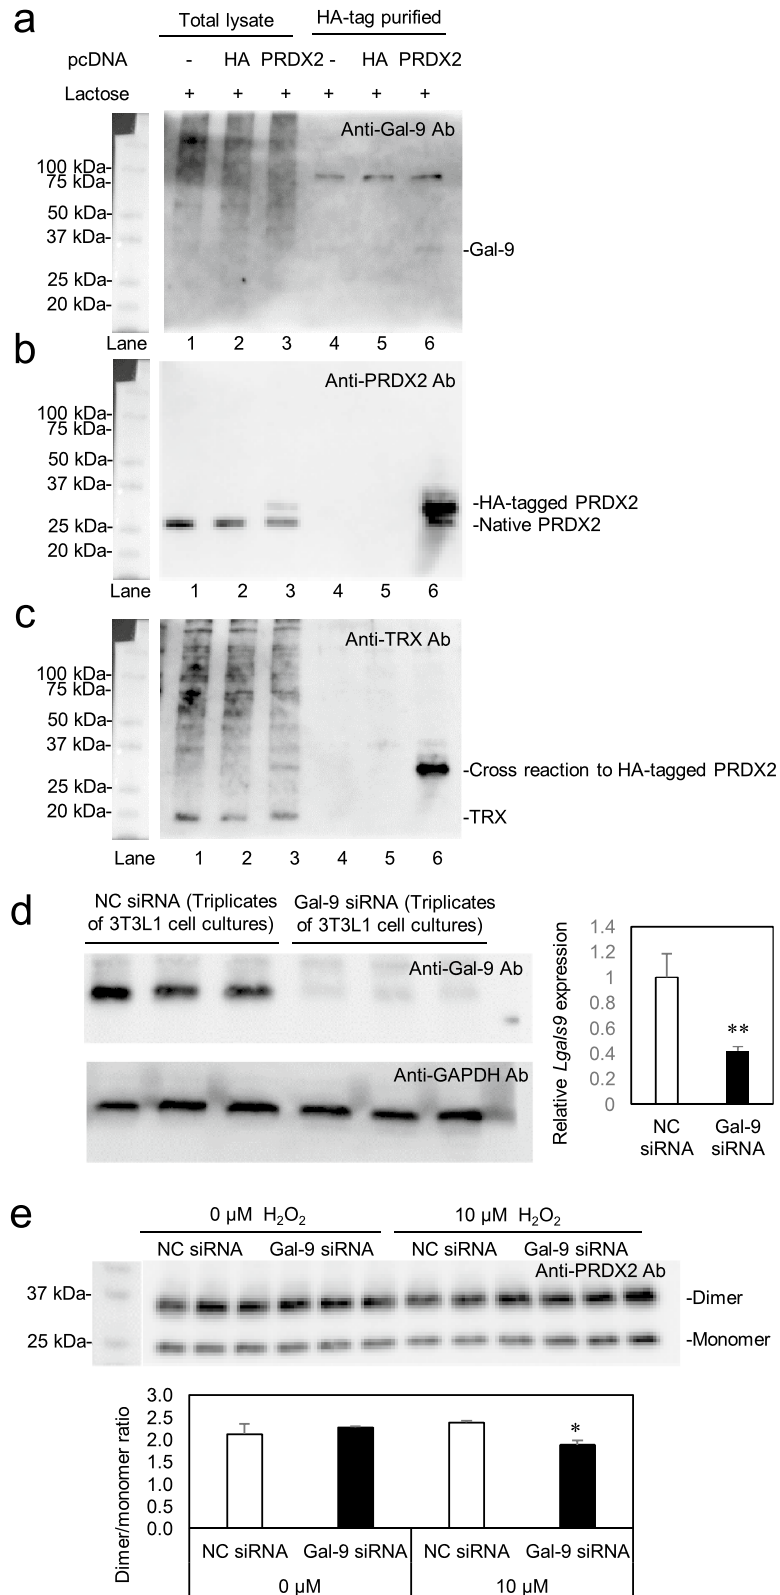 a
Total lysate HA-tag purified
pcDNA - HA PRDX2 - HA PRDX2
Lactose + + + + + +
Anti-Gal-9 Ab
100 kDa-
75 kDa-
50 kDa-
37 kDa-
-Gal-9
25 kDa-
20 kDa-
Lane 1 2 3 4 5 6
b
Anti-PRDX2 Ab
100 kDa-
75 kDa-
50 kDa-
37 kDa-
-HA-tagged PRDX2
25 kDa- -Native PRDX2
20 kDa-
Lane 1 2 3 4 5 6
c
Anti-TRX Ab
100 kDa-
75 kDa-
50 kDa-
37 kDa-
-Cross reaction to HA-tagged PRDX2
25 kDa-
20 kDa- -TRX
Lane 1 2 3 4 5 6
d
NC siRNA (Triplicates of 3T3L1 cell cultures)
Gal-9 siRNA (Triplicates of 3T3L1 cell cultures)
Anti-Gal-9 Ab
Anti-GAPDH Ab
Relative Lgals9 expression
1.4
1.2
1
0.8
0.6
0.4
0.2
0
**
NC siRNA
Gal-9 siRNA
e
0 µM H₂O₂ 10 µM H₂O₂
NC siRNA Gal-9 siRNA NC siRNA Gal-9 siRNA
Anti-PRDX2 Ab
37 kDa- -Dimer
25 kDa- -Monomer
Dimer/monomer ratio
3.0
2.5
2.0
1.5
1.0
0.5
0.0
*
NC siRNA Gal-9 siRNA NC siRNA Gal-9 siRNA
0 µM 10 µM